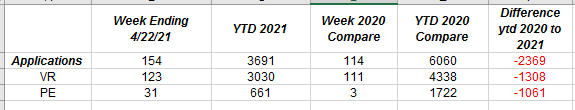 Week Ending 4/22/21 YTD 2021 Week 2020 Compare YTD 2020 Compare Difference ytd 2020 to 2021
Applications 154 3691 114 6060 -2369
VR 123 3030 111 4338 -1308
PE 31 661 3 1722 -1061